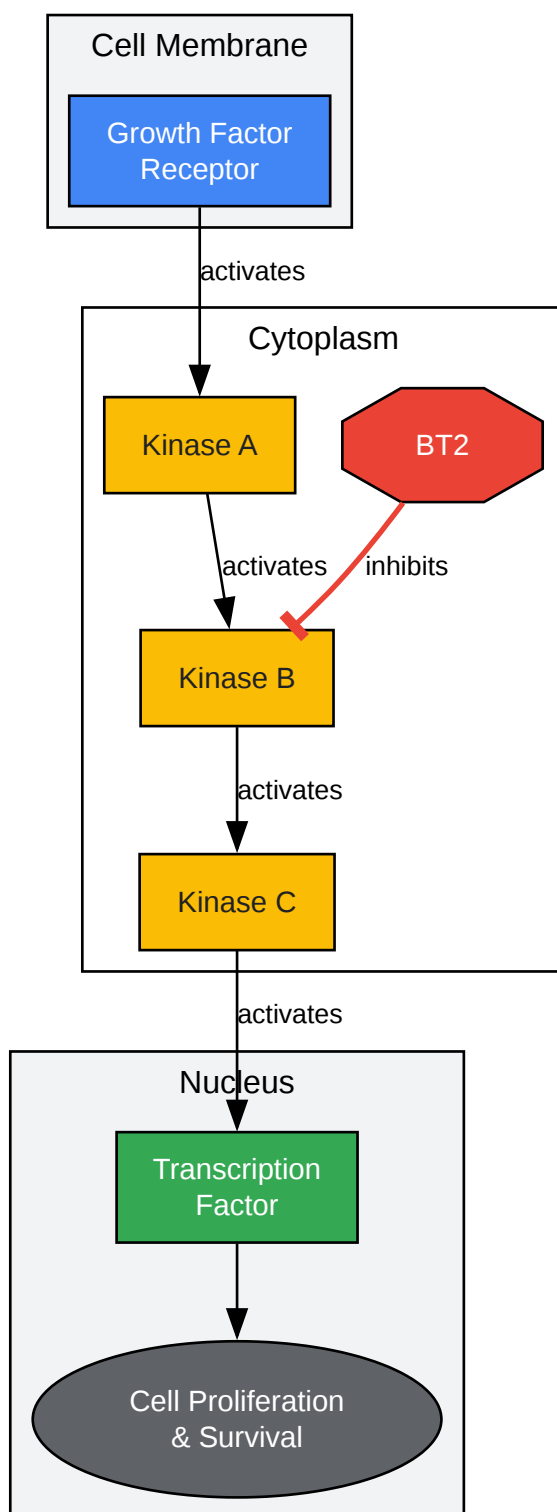 Cell Membrane
Growth Factor
Receptor
activates
Cytoplasm
Kinase A
BT2
activates
inhibits
Kinase B
activates
Kinase C
activates
Nucleus
Transcription
Factor
Cell Proliferation
& Survival